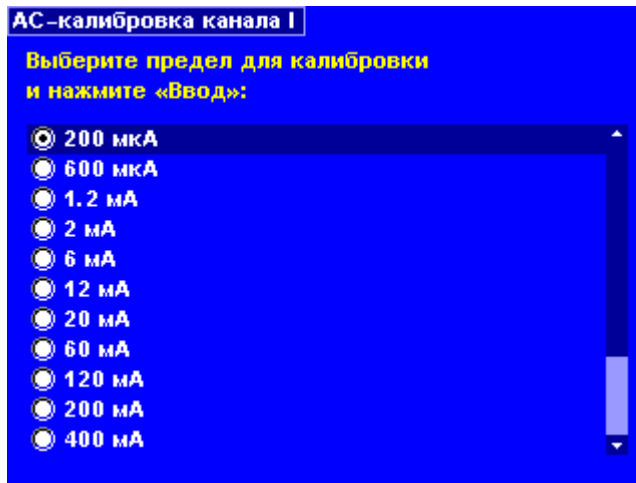 АС-калибровка канала I
Выберите предел для калибровки
и нажмите «Ввод»:
200 мкА
600 мкА
1.2 мА
2 мА
6 мА
12 мА
20 мА
60 мА
120 мА
200 мА
400 мА